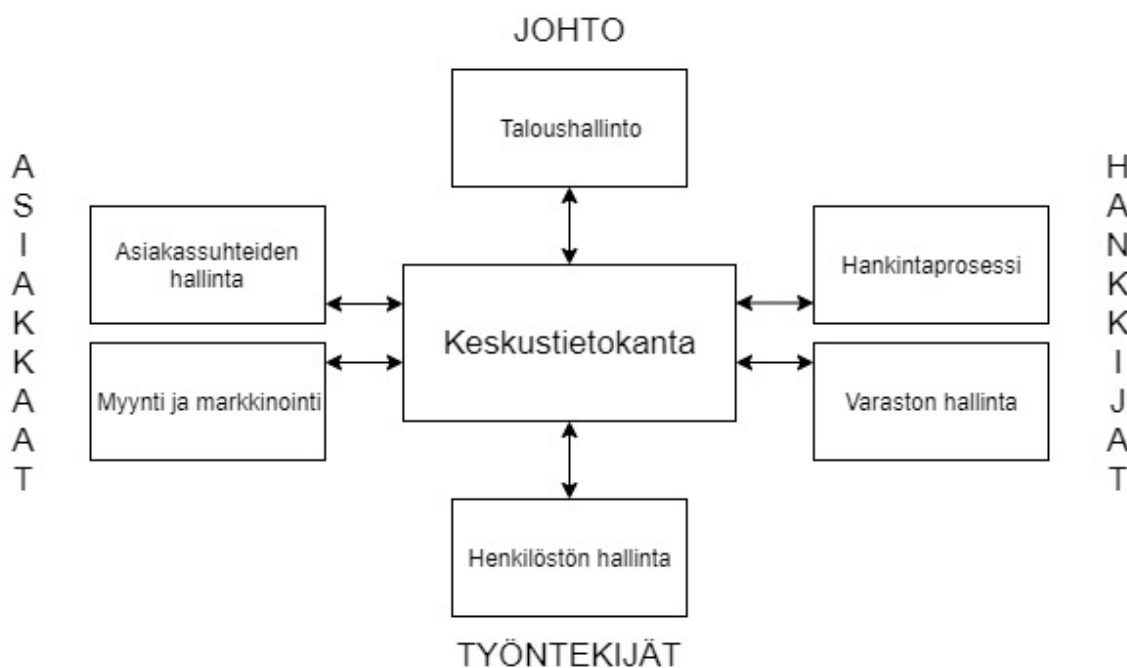 JOHTO
Taloushallinto
ASIAKKAAT
Asiakassuhteiden
hallinta
Myynti ja markkinointi
Keskustietokanta
Hankintaprosessi
Varaston hallinta
HANKKIJAT
Henkilöstön hallinta
TYÖNTEKIJÄT